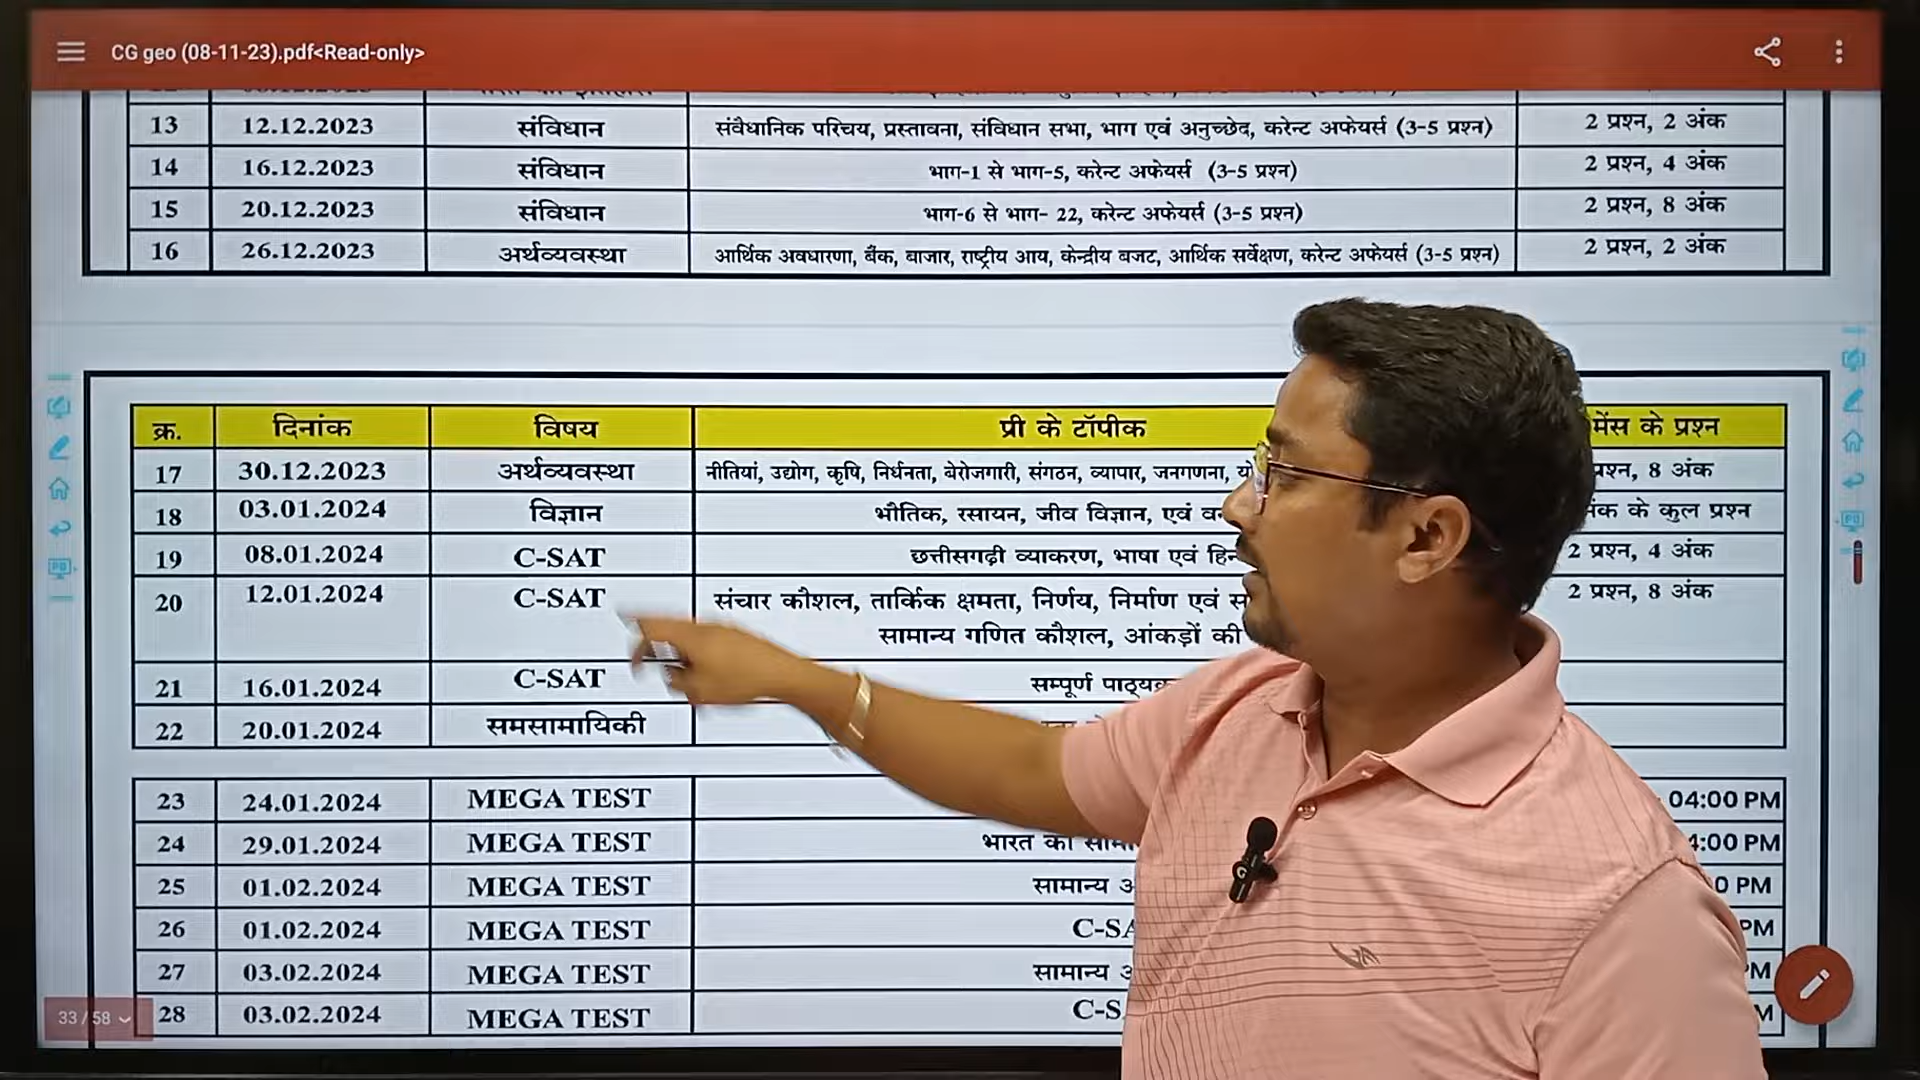 CG geo (08-11-23).pdf<Read-only>
13 12.12.2023 संविधान संवैधानिक परिचय, प्रस्तावना, संविधान सभा, भाग एवं अनुच्छेद, करेन्ट अफेयर्स (3-5 प्रश्न) 2 प्रश्न, 2 अंक
14 16.12.2023 संविधान भाग-1 से भाग-5, करेन्ट अफेयर्स (3-5 प्रश्न) 2 प्रश्न, 4 अंक
15 20.12.2023 संविधान भाग-6 से भाग- 22, करेन्ट अफेयर्स (3-5 प्रश्न) 2 प्रश्न, 8 अंक
16 26.12.2023 अर्थव्यवस्था आर्थिक अवधारणा, बैंक, बाजार, राष्ट्रीय आय, केन्द्रीय बजट, आर्थिक सर्वेक्षण, करेन्ट अफेयर्स (3-5 प्रश्न) 2 प्रश्न, 2 अंक
क्र. दिनांक विषय प्री के टॉपीक मेंस के प्रश्न
17 30.12.2023 अर्थव्यवस्था नीतियां, उद्योग, कृषि, निर्धनता, बेरोजगारी, संगठन, व्यापार, जनगणना, प्रश्न, 8 अंक
18 03.01.2024 विज्ञान भौतिक, रसायन, जीव विज्ञान, एवं के कुल प्रश्न
19 08.01.2024 C-SAT छत्तीसगढ़ी व्याकरण, भाषा एवं 2 प्रश्न, 4 अंक
20 12.01.2024 C-SAT संचार कौशल, तार्किक क्षमता, निर्णय, निर्माण एवं 2 प्रश्न, 8 अंक
सामान्य गणित कौशल, आंकड़ों की
21 16.01.2024 C-SAT सम्पूर्ण
22 20.01.2024 समसामायिकी
23 24.01.2024 MEGA TEST 04:00 PM
24 29.01.2024 MEGA TEST भारत का 4:00 PM
25 01.02.2024 MEGA TEST सामान्य 0 PM
26 01.02.2024 MEGA TEST C-SA PM
27 03.02.2024 MEGA TEST सामान्य M
28 03.02.2024 MEGA TEST C-S M
33 / 58